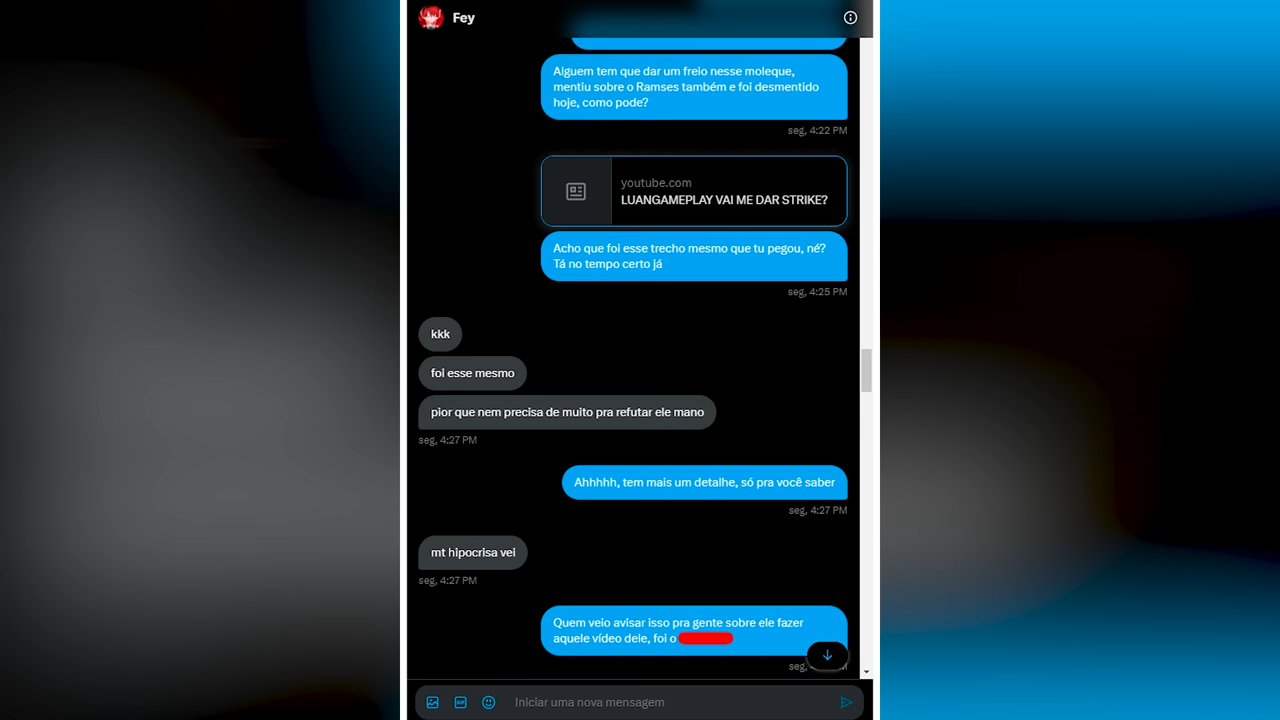 Fey
Alguem tem que dar um freio nesse moleque,
mentiu sobre o Ramses também e foi desmentido
hoje, como pode?
seg, 4:22 PM
youtube.com
LUANGAMEPLAY VAI ME DAR STRIKE?
Acho que foi esse trecho mesmo que tu pegou, né?
Tá no tempo certo já
seg, 4:25 PM
kkk
foi esse mesmo
pior que nem precisa de muito pra refutar ele mano
seg, 4:27 PM
Ahhhhh, tem mais um detalhe, só pra você saber
seg, 4:27 PM
mt hipocrisa vei
seg, 4:27 PM
Quem veio avisar isso pra gente sobre ele fazer
aquele vídeo dele, foi o
seg,
GIF
Iniciar uma nova mensagem